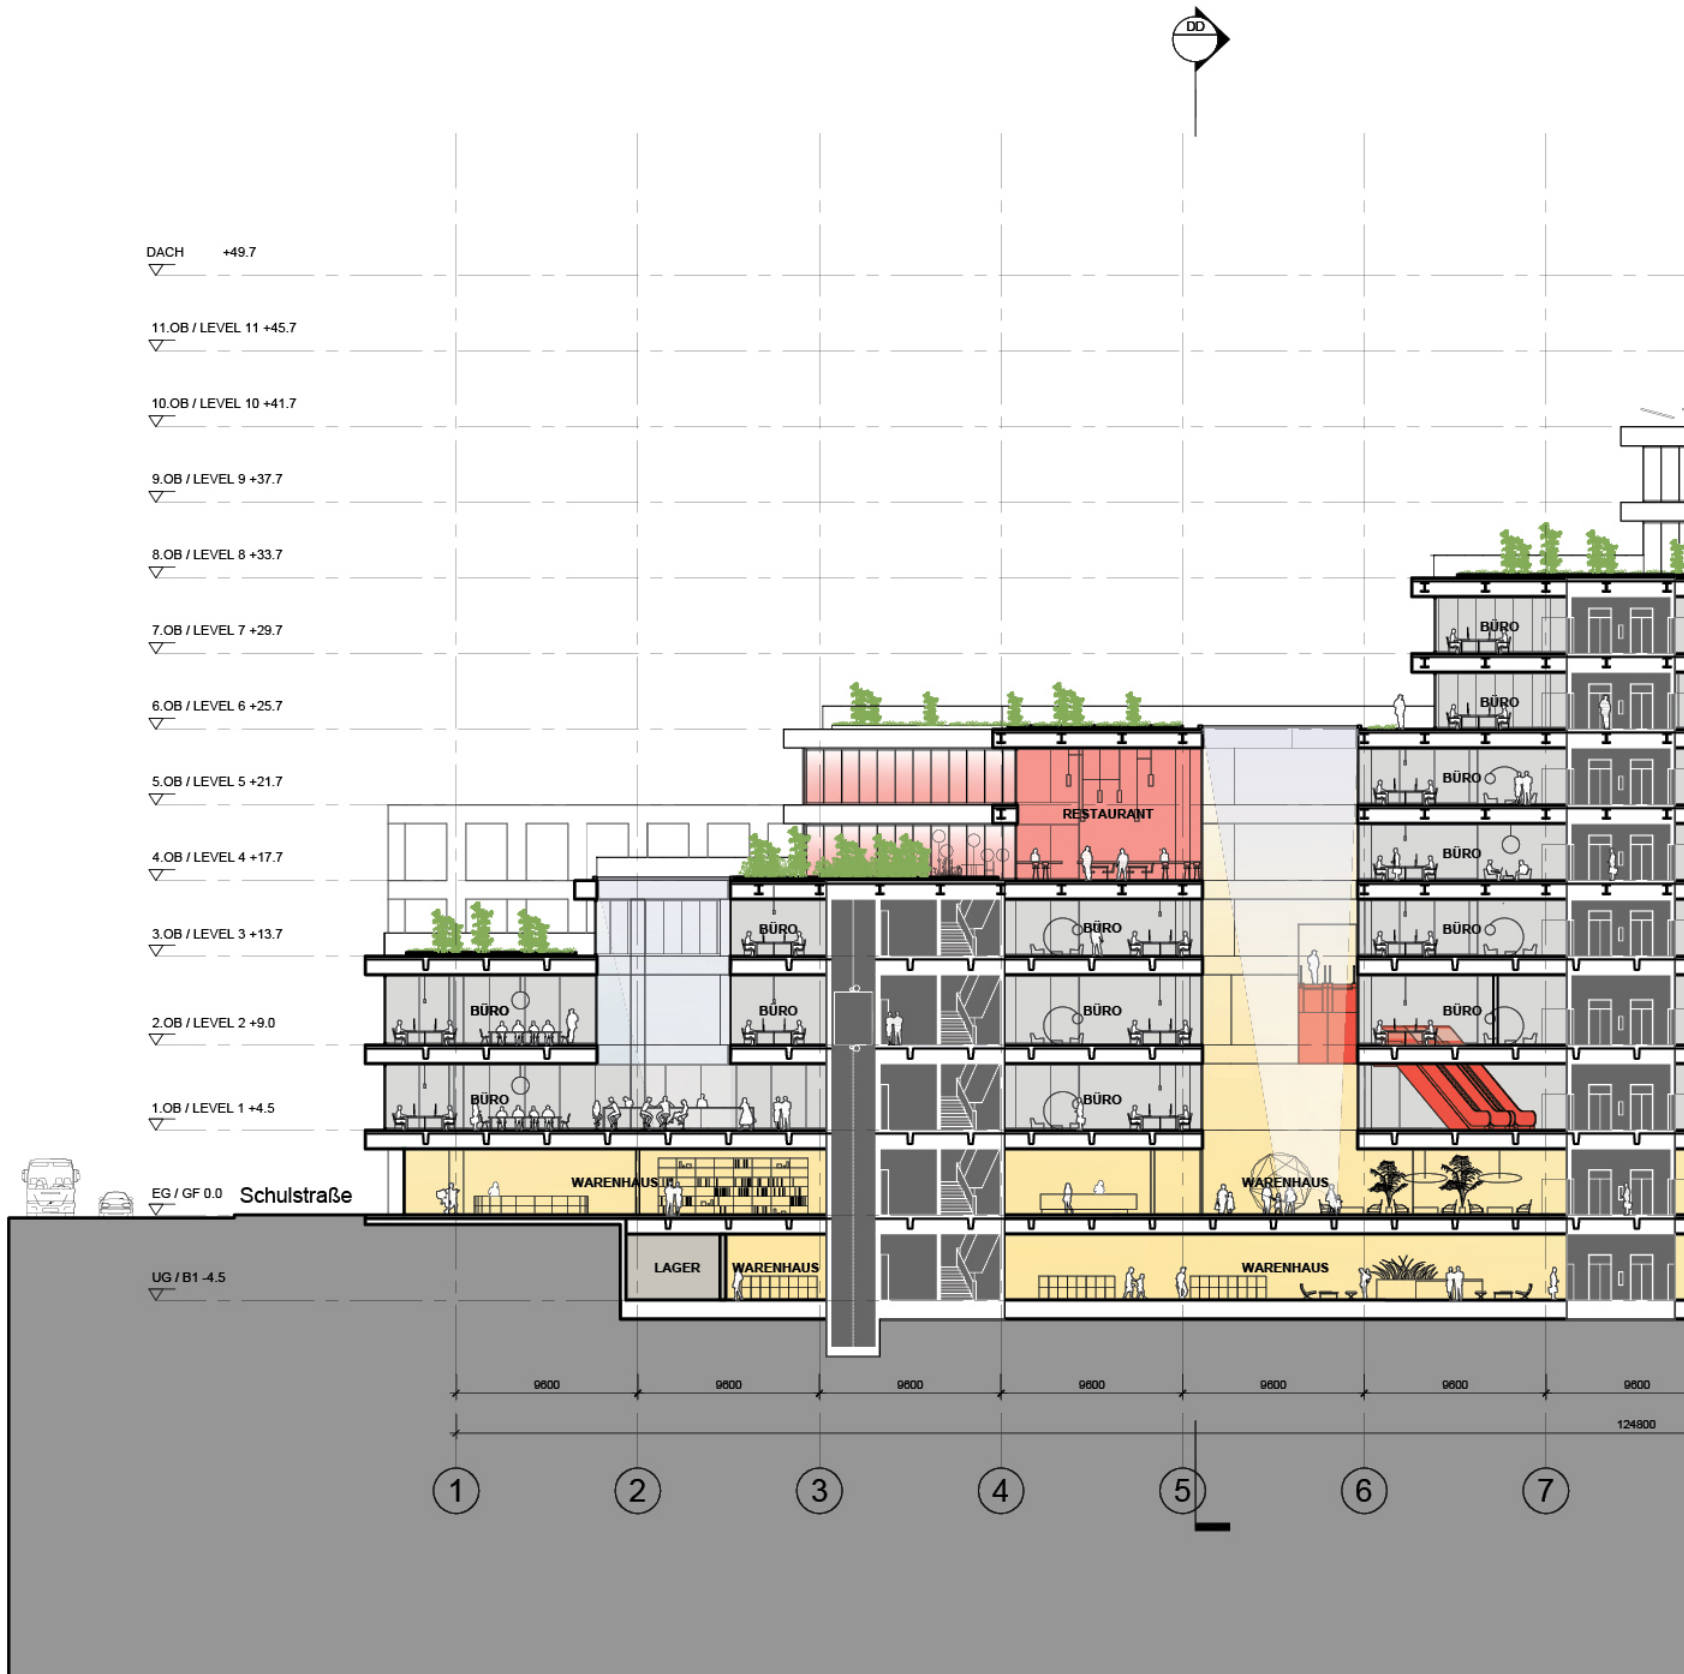 DD
DACH +49.7
11.OB / LEVEL 11 +45.7
10.OB / LEVEL 10 +41.7
9.OB / LEVEL 9 +37.7
8.OB / LEVEL 8 +33.7
7.OB / LEVEL 7 +29.7
BÜRO
6.OB / LEVEL 6 +25.7
BÜRO
5.OB / LEVEL 5 +21.7
BÜRO
RESTAURANT
4.OB / LEVEL 4 +17.7
BÜRO
3.OB / LEVEL 3 +13.7
BÜRO BÜRO BÜRO
2.OB / LEVEL 2 +9.0
BÜRO BÜRO BÜRO
1.OB / LEVEL 1 +4.5
BÜRO BÜRO
EG / GF 0.0 Schulstraße
WARENHAUS WARENHAUS
UG / B1 -4.5
LAGER WARENHAUS WARENHAUS
9600 9600 9600 9600 9600 9600 9600
124800
1 2 3 4 5 6 7